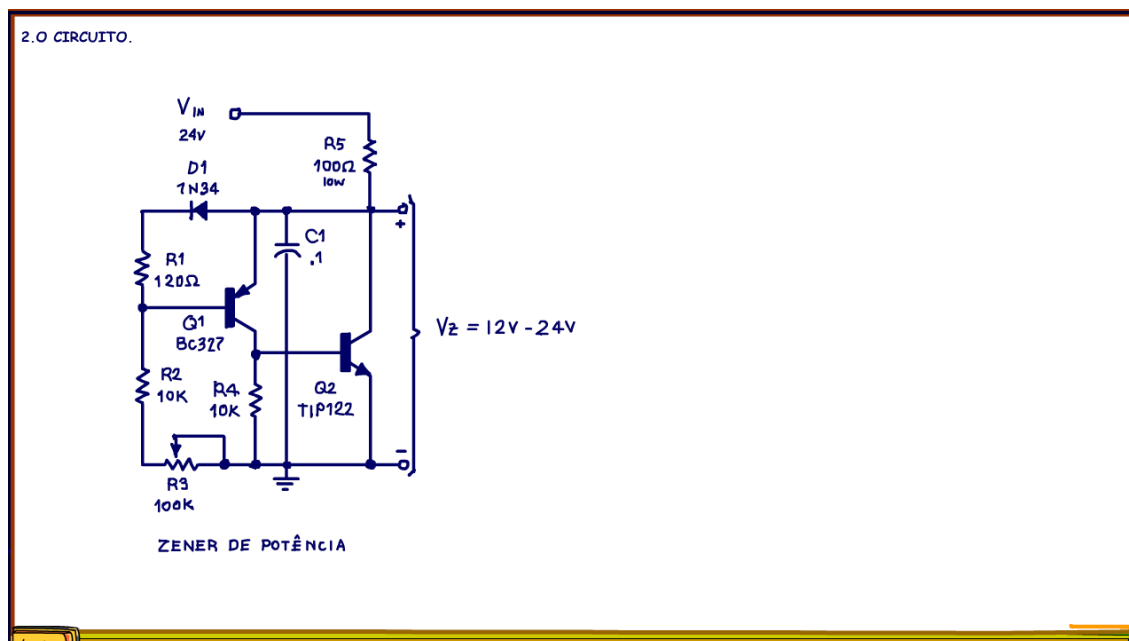 2.O CIRCUITO.
VIN
24V
R5
100Ω
10W
D1
1N34
+
C1
.1
R1
120Ω
Q1
BC327
Vz = 12V - 24V
R2
10K
R4
10K
Q2
TIP122
−
R3
100K
ZENER DE POTÊNCIA